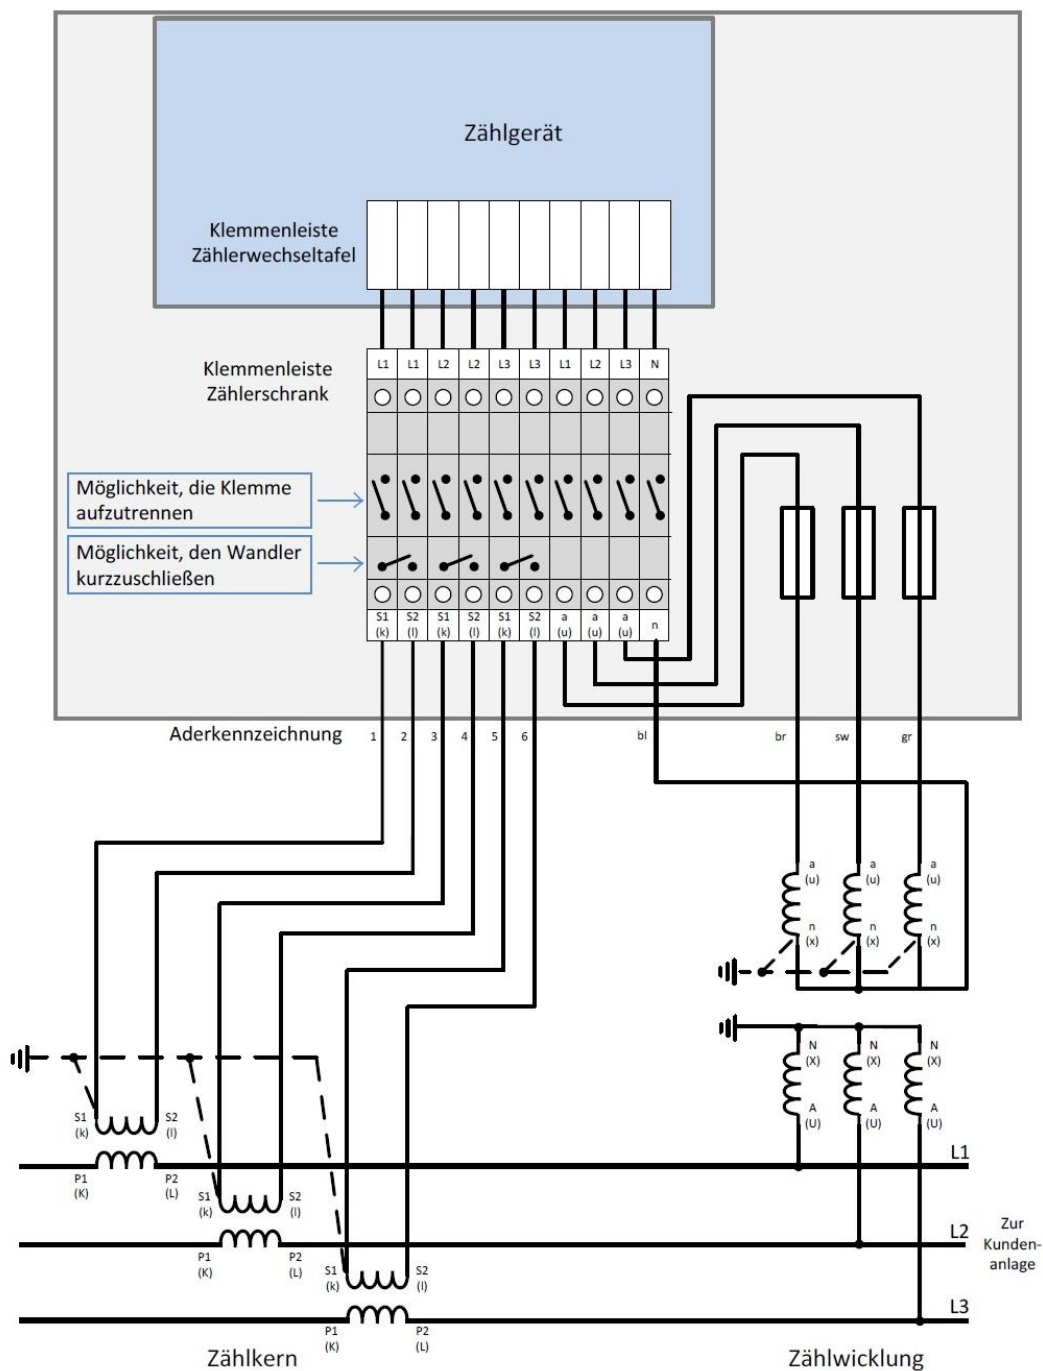 Zählgerät
Klemmenleiste
Zählerwechseltafel
Klemmenleiste
Zählerschrank
L1 L1 L2 L2 L3 L3 L1 L2 L3 N
Möglichkeit, die Klemme
aufzutrennen
Möglichkeit, den Wandler
kurzzuschließen
S1 S2 S1 S2 S1 S2 a a a n
(k) (l) (k) (l) (k) (l) (u) (u) (u)
Aderkennzeichnung 1 2 3 4 5 6 bl br sw gr
a a a
(u) (u) (u)
n n n
(x) (x) (x)
N N N
(X) (X) (X)
A A A
(U) (U) (U)
S1 S2
(k) (l)
L1
P1 P2
(K) (L)
S1 S2
(k) (l)
L2
P1 P2
(K) (L)
Zur
Kunden-
anlage
S1 S2
(k) (l)
L3
P1 P2
(K) (L)
Zählkern
Zählwicklung